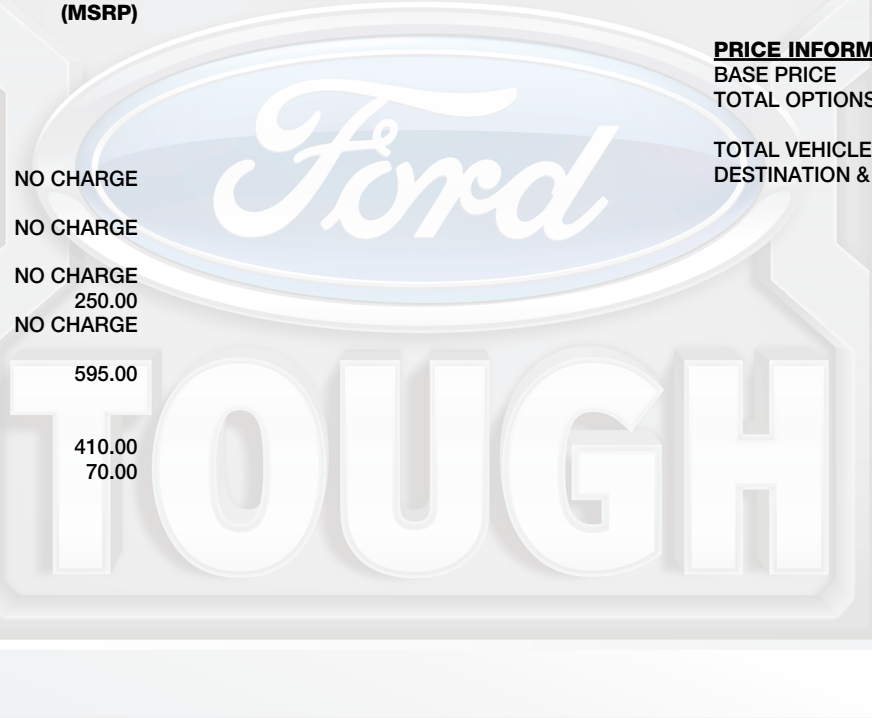 (MSRP)
NO CHARGE
NO CHARGE
NO CHARGE
250.00
NO CHARGE
595.00
410.00
70.00
PRICE INFORM
BASE PRICE
TOTAL OPTIONS
TOTAL VEHICLE
DESTINATION &
Ford
TOUGH